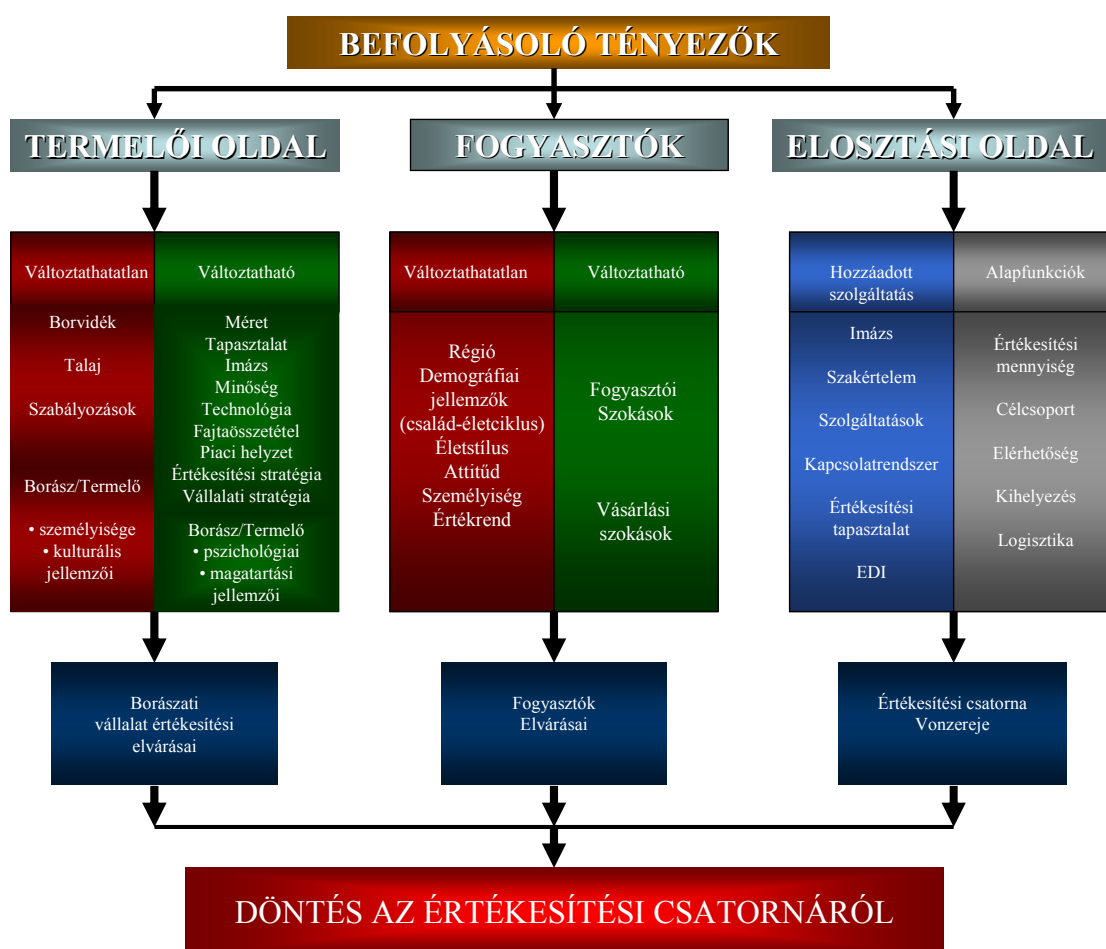 BEFOLYÁSOLÓ TÉNYEZŐK
TERMELŐI OLDAL
FOGYASZTÓK
ELOSZTÁSI OLDAL
Változtathatatlan
Változtatható
Borvidék
Talaj
Szabályozások
Borász/Termelő
• személyisége
• kulturális
jellemzői
Méret
Tapasztalat
Imázs
Minőség
Technológia
Fajtaösszetétel
Piaci helyzet
Értékesítési stratégia
Vállalati stratégia
Borász/Termelő
• pszichológiai
• magatartási
jellemzői
Változtathatatlan
Változtatható
Régió
Demográfiai
jellemzők
(család-életciklus)
Életstílus
Attitűd
Személyiség
Értékrend
Fogyasztói
Szokások
Vásárlási
szokások
Hozzáadott
szolgáltatás
Alapfunkciók
Imázs
Szakértelem
Szolgáltatások
Kapcsolatrendszer
Értékesítési
tapasztalat
EDI
Értékesítési
mennyiség
Célcsoport
Elérhetőség
Kihelyezés
Logisztika
Borászati
vállalat értékesítési
elvárásai
Fogyasztók
Elvárásai
Értékesítési csatorna
Vonzereje
DÖNTÉS AZ ÉRTÉKESÍTÉSI CSATORNÁRÓL